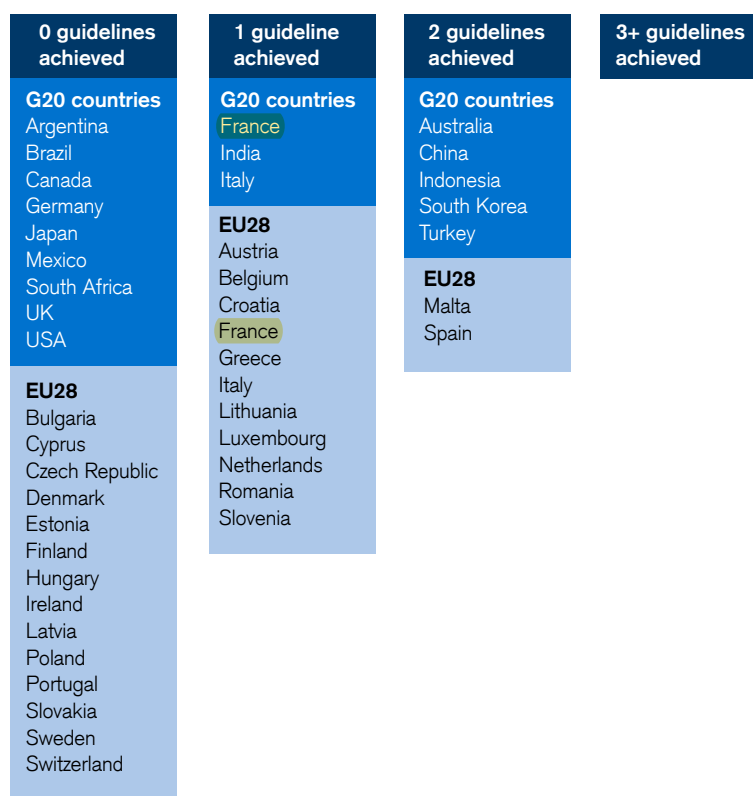 0 guidelines
achieved
G20 countries
Argentina
Brazil
Canada
Germany
Japan
Mexico
South Africa
UK
USA
EU28
Bulgaria
Cyprus
Czech Republic
Denmark
Estonia
Finland
Hungary
Ireland
Latvia
Poland
Portugal
Slovakia
Sweden
Switzerland
1 guideline
achieved
G20 countries
France
India
Italy
EU28
Austria
Belgium
Croatia
France
Greece
Italy
Lithuania
Luxembourg
Netherlands
Romania
Slovenia
2 guidelines
achieved
G20 countries
Australia
China
Indonesia
South Korea
Turkey
EU28
Malta
Spain
3+ guidelines
achieved